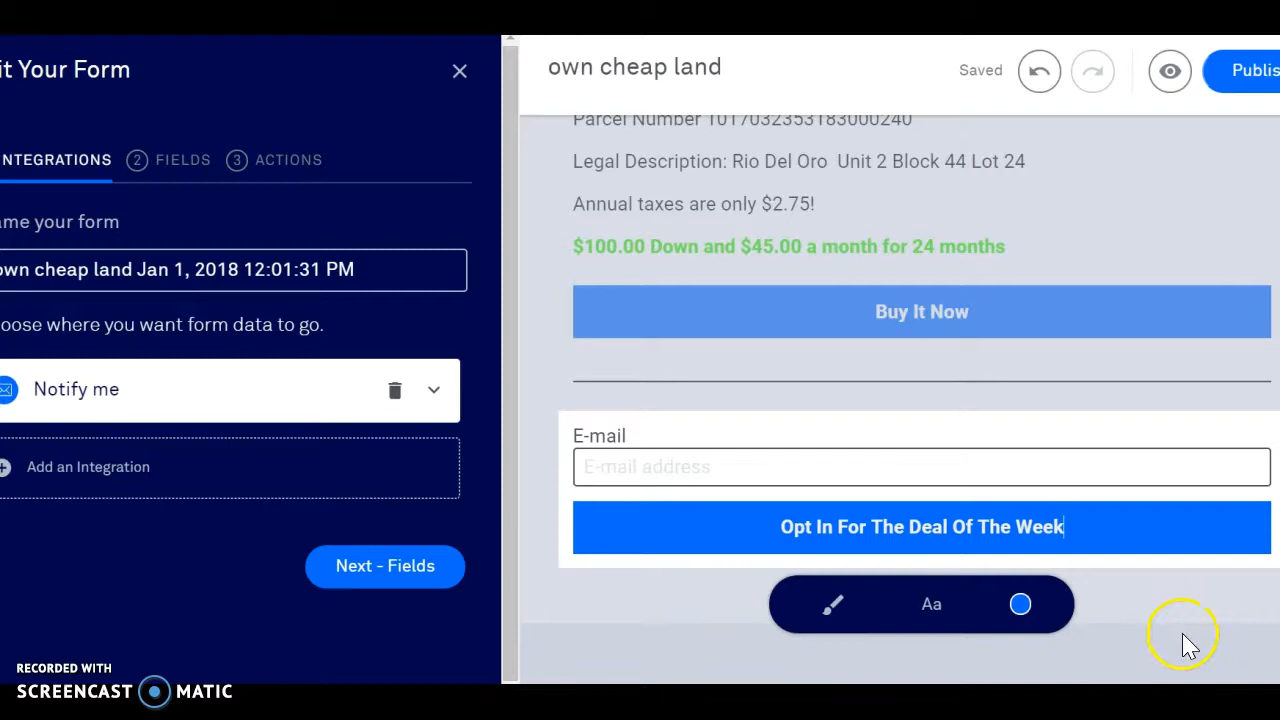 it Your Form
NTEGRATIONS 2 FIELDS 3 ACTIONS
ame your form
own cheap land Jan 1, 2018 12:01:31 PM
oose where you want form data to go.
Notify me
Add an Integration
Next - Fields
RECORDED WITH
SCREENCAST MATIC
own cheap land
Saved
Publis
Parcel Number 1017032353183000240
Legal Description: Rio Del Oro Unit 2 Block 44 Lot 24
Annual taxes are only $2.75!
$100.00 Down and $45.00 a month for 24 months
Buy It Now
E-mail
E-mail address
Opt In For The Deal Of The Week
Aa